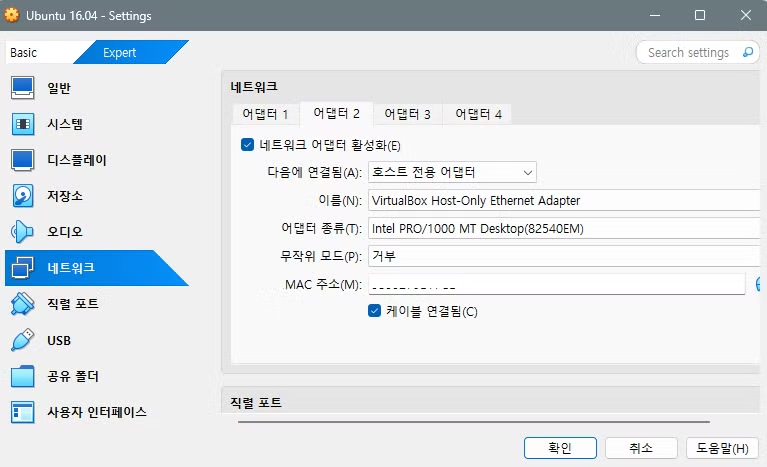 Ubuntu 16.04 - Settings
Basic Expert Search settings
일반
시스템
디스플레이
저장소
오디오
네트워크
직렬 포트
USB
공유 폴더
사용자 인터페이스
네트워크
어댑터 1 어댑터 2 어댑터 3 어댑터 4
네트워크 어댑터 활성화(E)
다음에 연결됨(A): 호스트 전용 어댑터
이름(N): VirtualBox Host-Only Ethernet Adapter
어댑터 종류(T): Intel PRO/1000 MT Desktop(82540EM)
무작위 모드(P): 거부
MAC 주소(M):
케이블 연결됨(C)
직렬 포트
확인 취소 도움말(H)